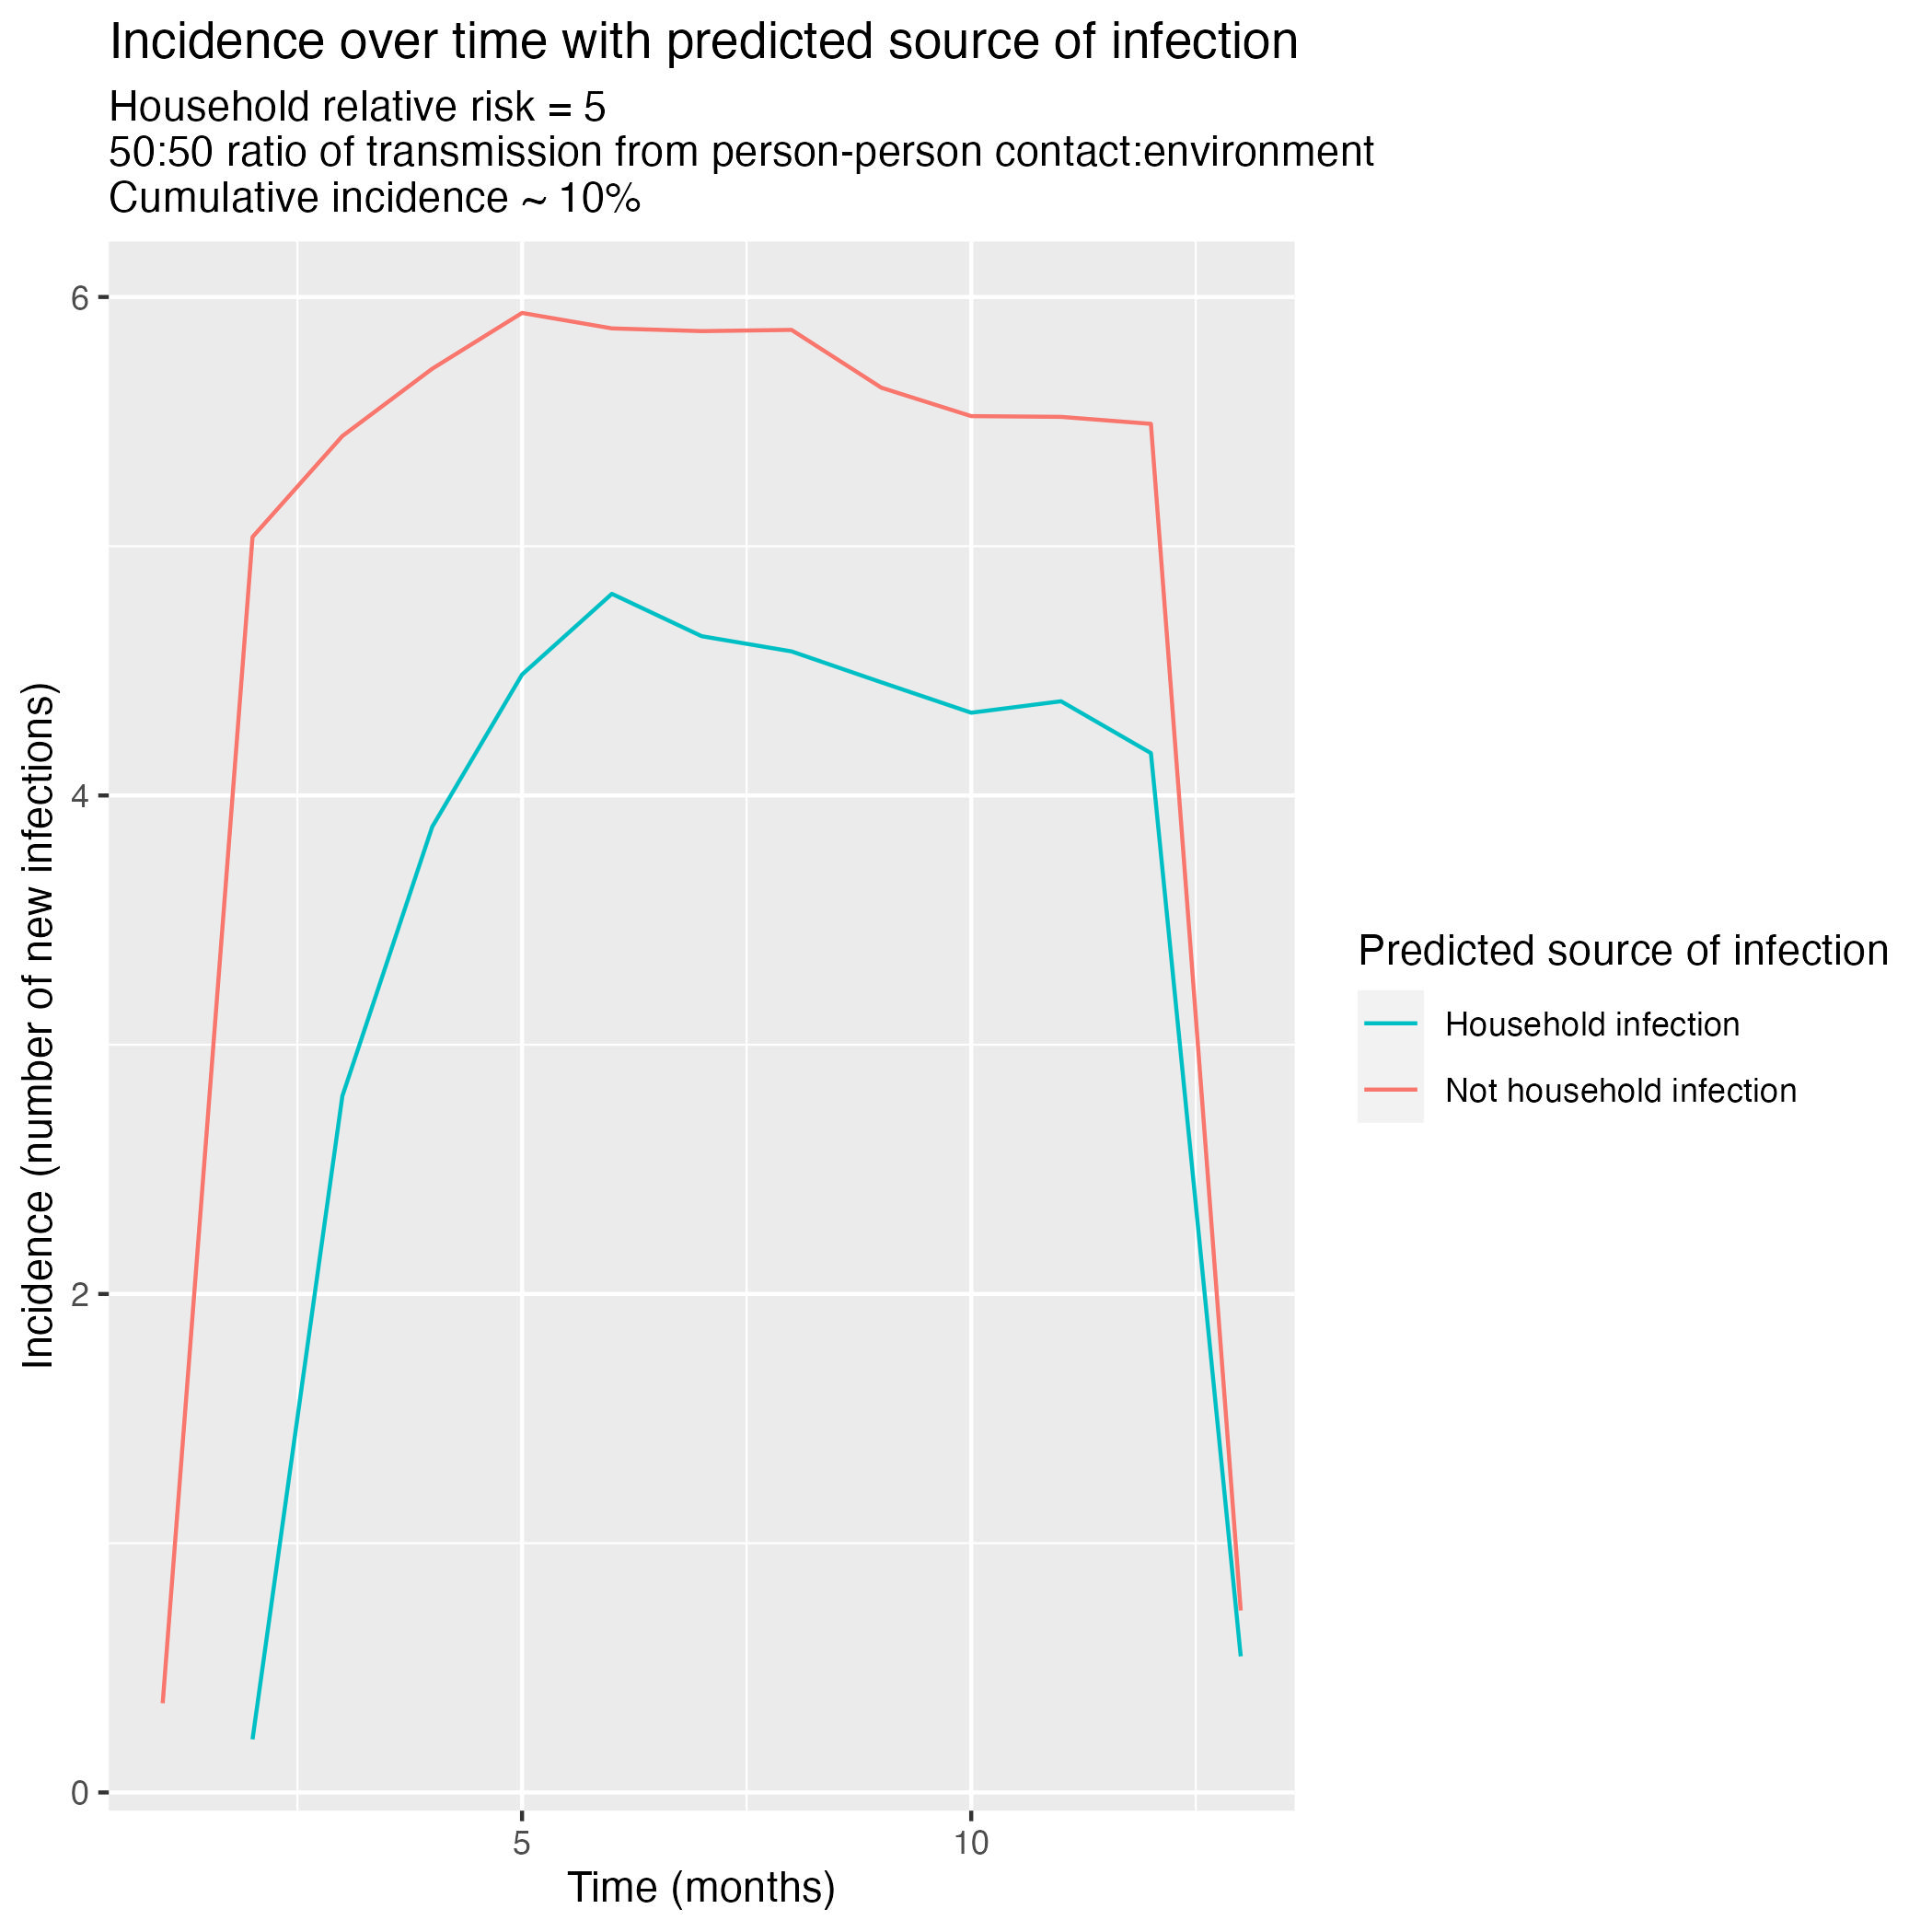 Incidence over time with predicted source of infection
Household relative risk = 5
50:50 ratio of transmission from person-person contact:environment
Cumulative incidence ~ 10%
Incidence (number of new infections)
6
4
2
0
5
10
Time (months)
Predicted source of infection
Household infection
Not household infection